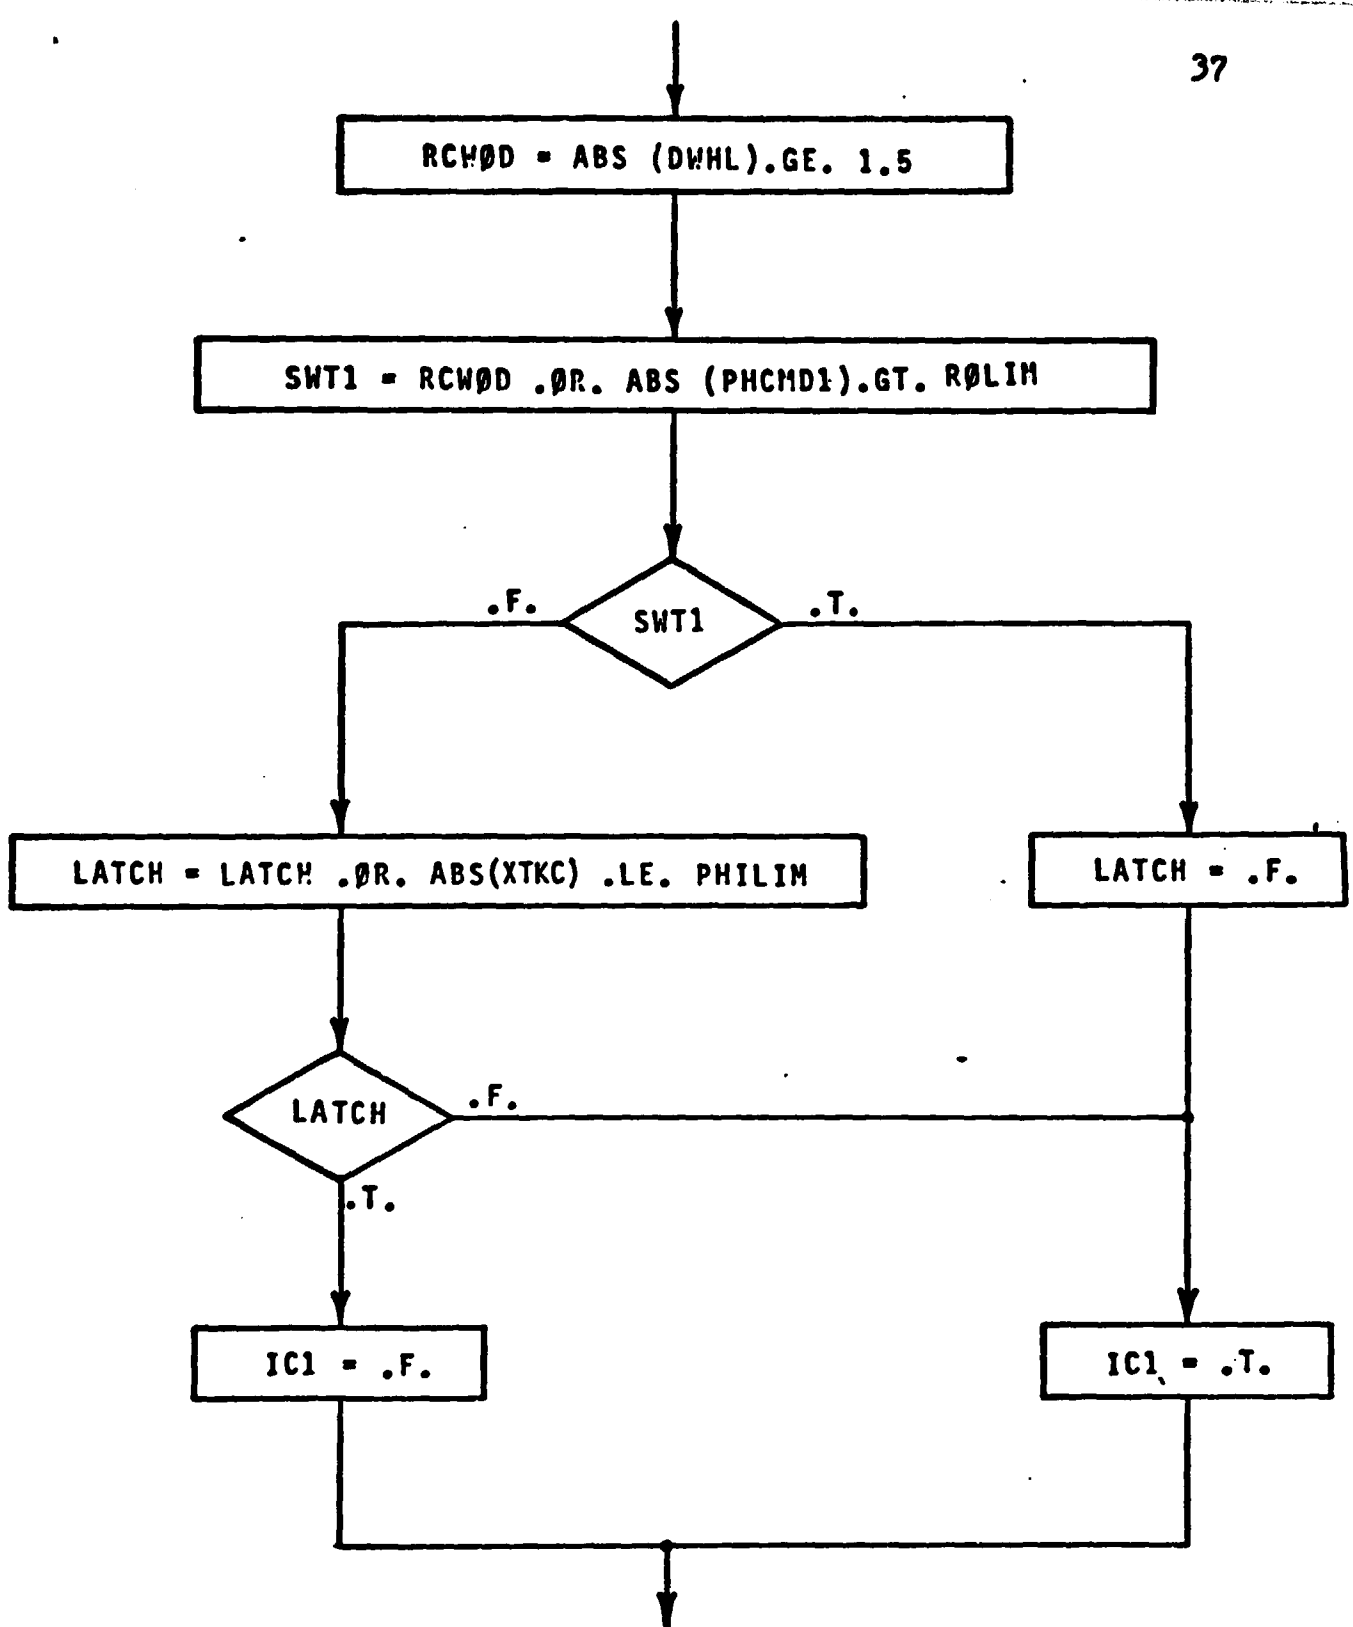 37
RCWØD = ABS (DWHL).GE. 1.5
SWT1 = RCWØD .ØR. ABS (PHCMD1).GT. RØLIM
.F.
SWT1
.T.
LATCH = LATCH .ØR. ABS(XTKC) .LE. PHILIM
LATCH = .F.
LATCH
.F.
.T.
IC1 = .F.
IC1 = .T.